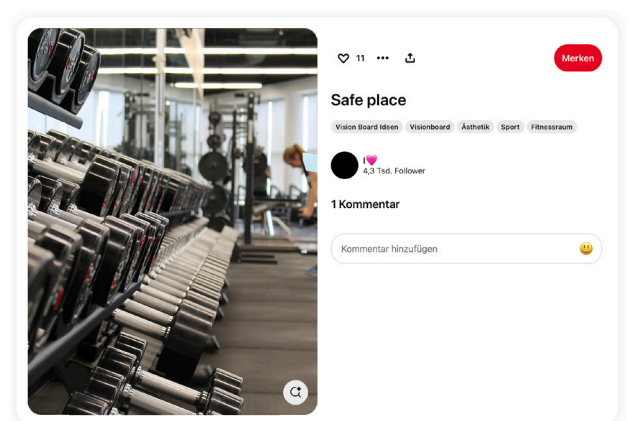 11
Merken
Safe place
Vision Board Ideen Visionboard Ästhetik Sport Fitnessraum
I🩷
4,3 Tsd. Follower
1 Kommentar
Kommentar hinzufügen